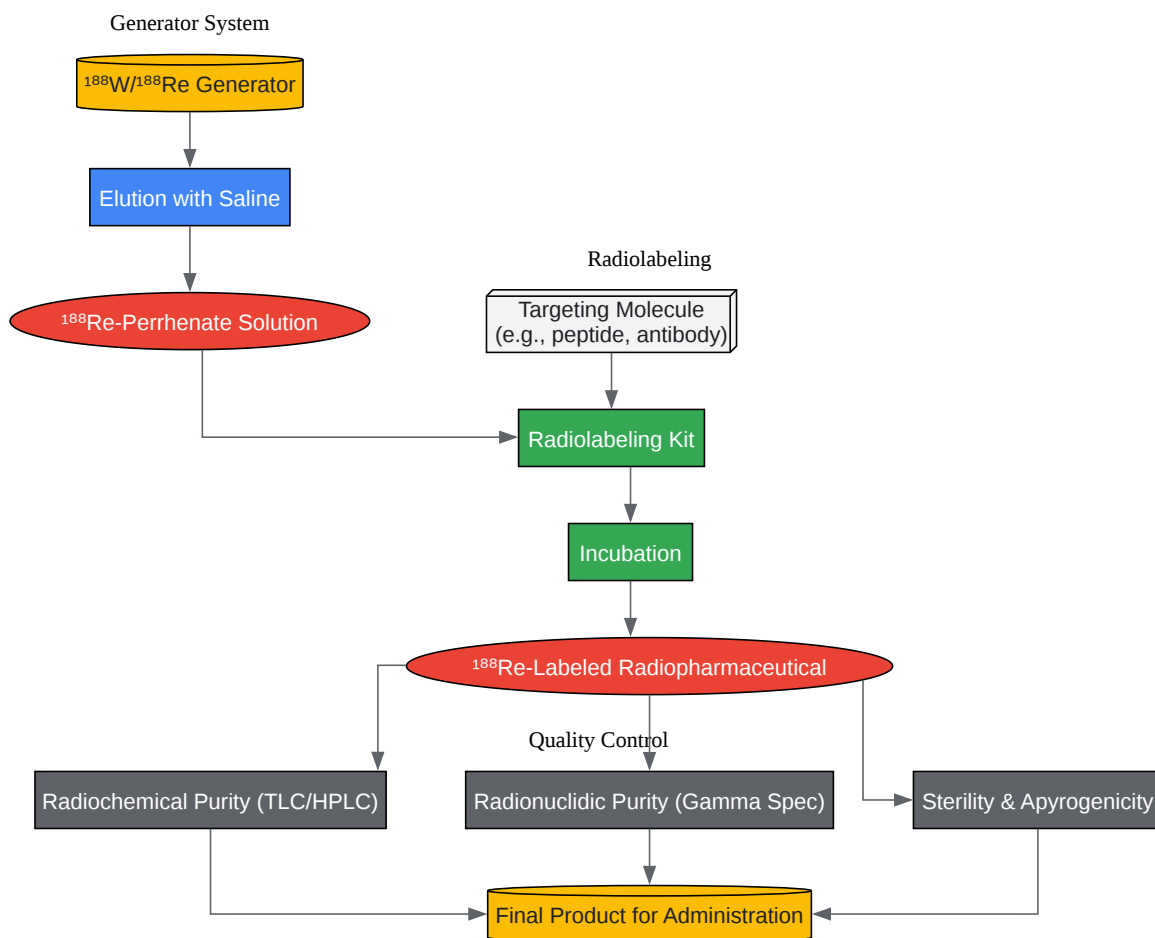 Generator System
¹⁸⁸W/¹⁸⁸Re Generator
Elution with Saline
¹⁸⁸Re-Perrhenate Solution
Radiolabeling
Targeting Molecule
(e.g., peptide, antibody)
Radiolabeling Kit
Incubation
¹⁸⁸Re-Labeled Radiopharmaceutical
Quality Control
Radiochemical Purity (TLC/HPLC)
Radionuclidic Purity (Gamma Spec)
Sterility & Apyrogenicity
Final Product for Administration